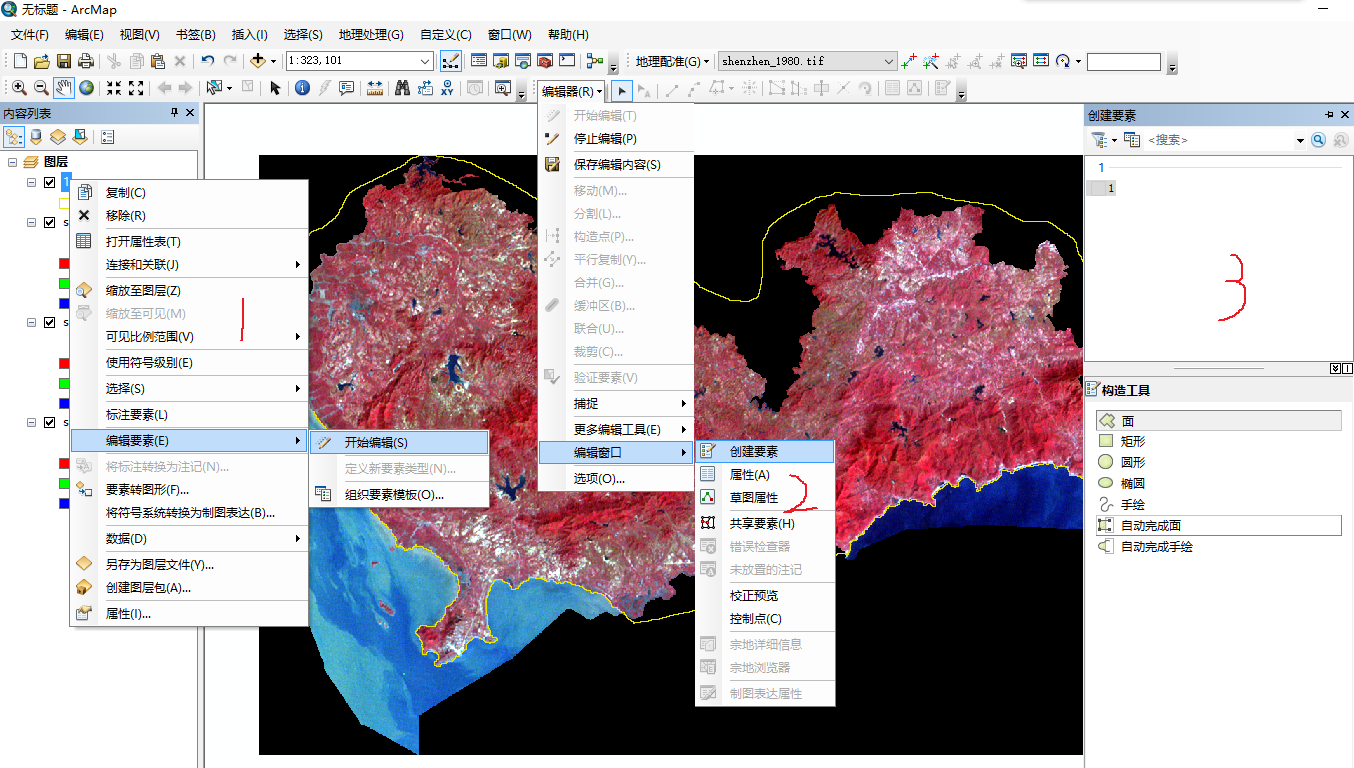 无标题 - ArcMap
文件(F) 编辑(E) 视图(V) 书签(B) 插入(I) 选择(S) 地理处理(G) 自定义(C) 窗口(W) 帮助(H)
1:323,101 地理配准(G) shenzhen_1980.tif
编辑器(R)
内容列表
图层
1
s
s
s
复制(C)
移除(R)
打开属性表(T)
连接和关联(J)
缩放至图层(Z)
缩放至可见(M)
可见比例范围(V)
使用符号级别(E)
选择(S)
标注要素(L)
编辑要素(E)
将标注转换为注记(N)...
要素转图形(F)...
将符号系统转换为制图表达(B)...
数据(D)
另存为图层文件(Y)...
创建图层包(A)...
属性(I)...
1
开始编辑(S)
定义新要素类型(N)...
组织要素模板(O)...
开始编辑(T)
停止编辑(P)
保存编辑内容(S)
移动(M)...
分割(L)...
构造点(P)...
平行复制(Y)...
合并(G)...
缓冲区(B)...
联合(U)...
裁剪(C)...
验证要素(V)
捕捉
更多编辑工具(E)
编辑窗口
选项(O)...
创建要素
属性(A)
草图属性
共享要素(H)
错误检查器
未放置的注记
校正预览
控制点(C)
宗地详细信息
宗地浏览器
制图表达属性
2
创建要素
<搜索>
1
1
3
构造工具
面
矩形
圆形
椭圆
手绘
自动完成面
自动完成手绘